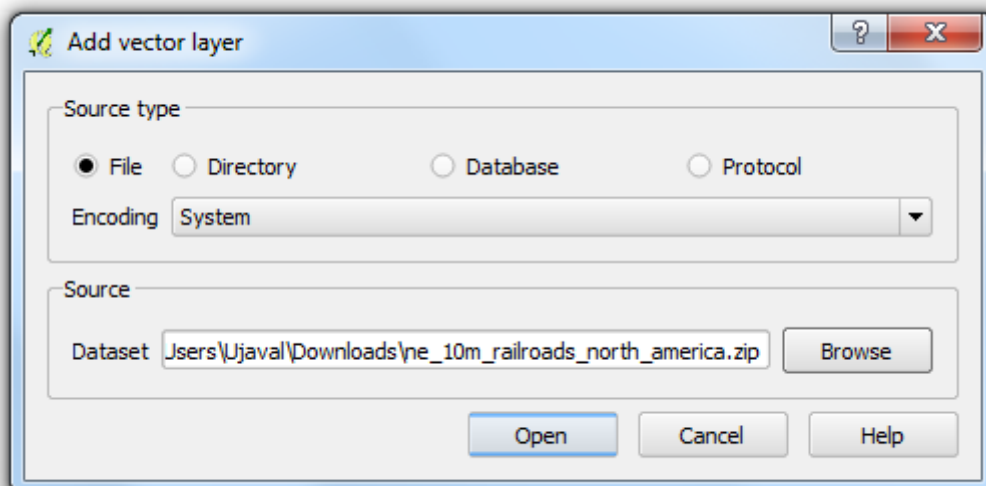 Add vector layer
Source type
File Directory Database Protocol
Encoding System
Source
Dataset Users\Ujaval\Downloads\ne_10m_railroads_north_america.zip Browse
Open Cancel Help